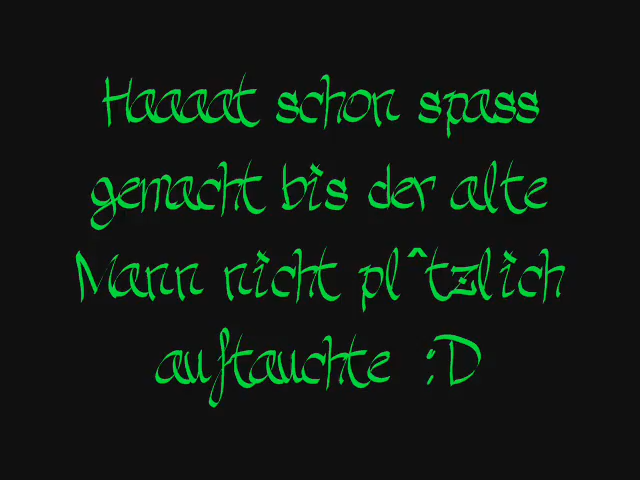 Haaaat schon spass
gemacht bis der alte
Mann nicht pl^tzlich
auftauchte :D